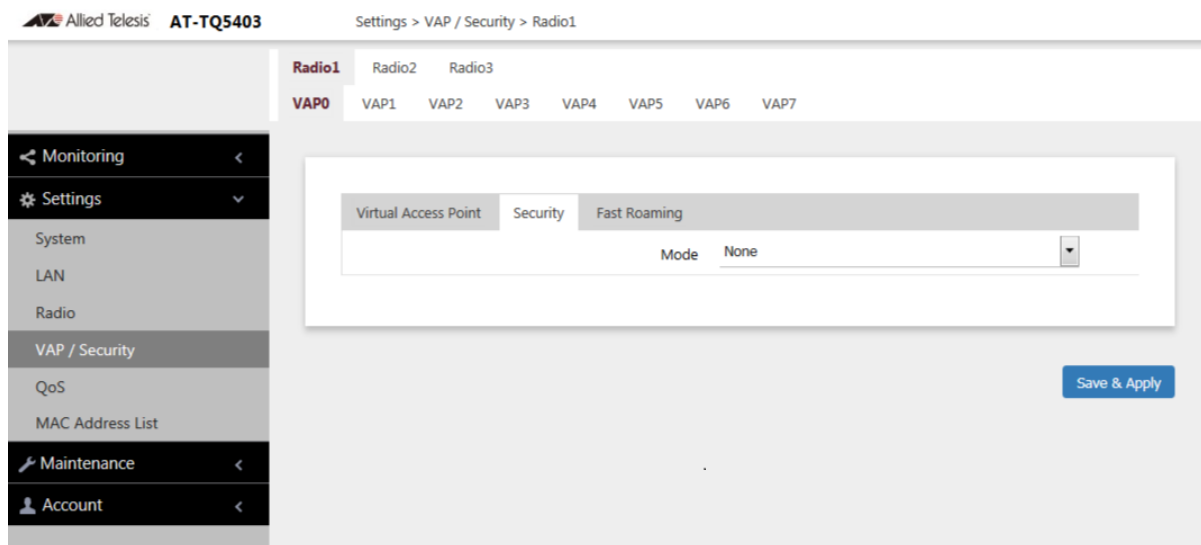 Allied Telesis AT-TQ5403 Settings > VAP / Security > Radio1
Radio1 Radio2 Radio3
VAP0 VAP1 VAP2 VAP3 VAP4 VAP5 VAP6 VAP7
Monitoring
Settings
System
LAN
Radio
VAP / Security
QoS
MAC Address List
Maintenance
Account
Virtual Access Point Security Fast Roaming
Mode None
Save & Apply